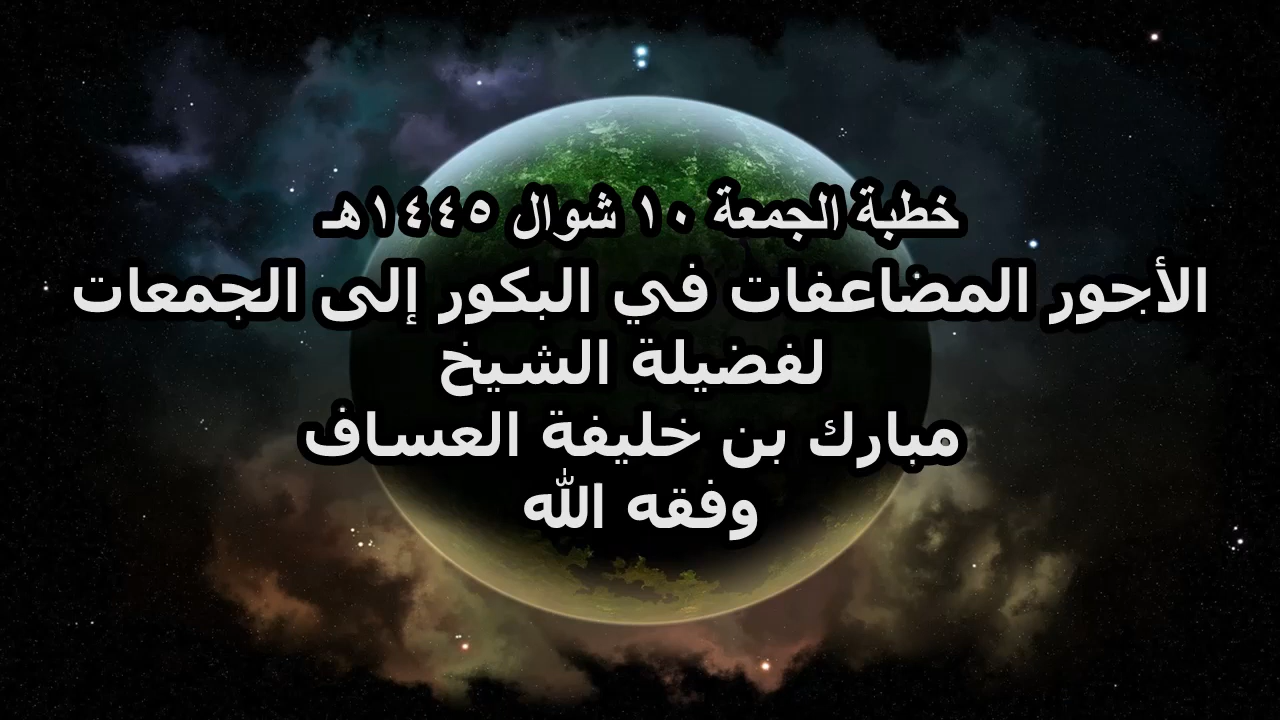 خطبة الجمعة ١٠ شوال ١٤٤٥هـ
الأجور المضاعفات في البكور إلى الجمعات
لفضيلة الشيخ
مبارك بن خليفة العساف
وفقه الله